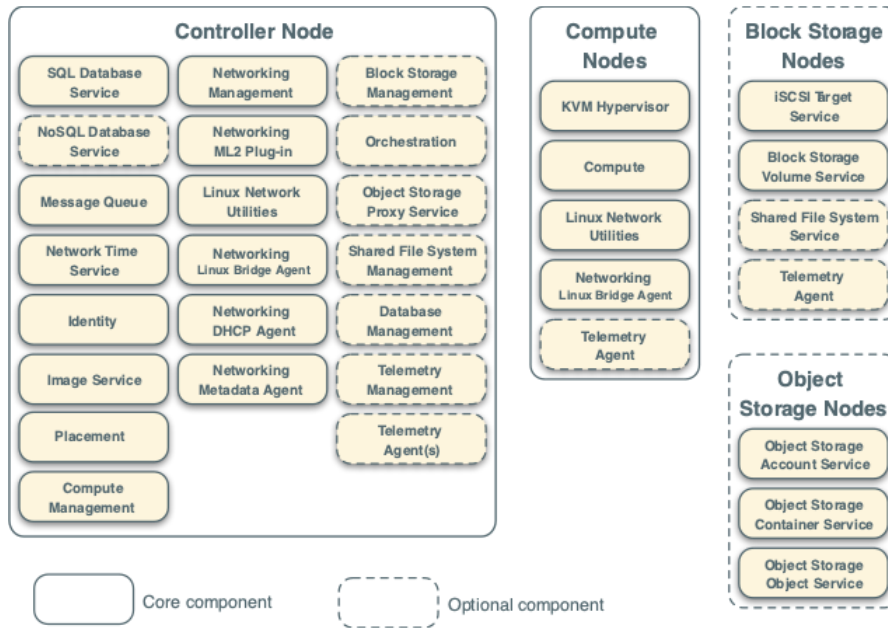 Controller Node
SQL Database
Service
NoSQL Database
Service
Message Queue
Network Time
Service
Identity
Image Service
Placement
Compute
Management
Networking
Management
Networking
ML2 Plug-in
Linux Network
Utilities
Networking
Linux Bridge Agent
Networking
DHCP Agent
Networking
Metadata Agent
Block Storage
Management
Orchestration
Object Storage
Proxy Service
Shared File System
Management
Database
Management
Telemetry
Management
Telemetry
Agent(s)
Compute
Nodes
KVM Hypervisor
Compute
Linux Network
Utilities
Networking
Linux Bridge Agent
Telemetry
Agent
Block Storage
Nodes
iSCSI Target
Service
Block Storage
Volume Service
Shared File System
Service
Telemetry
Agent
Object
Storage Nodes
Object Storage
Account Service
Object Storage
Container Service
Object Storage
Object Service
Core component
Optional component